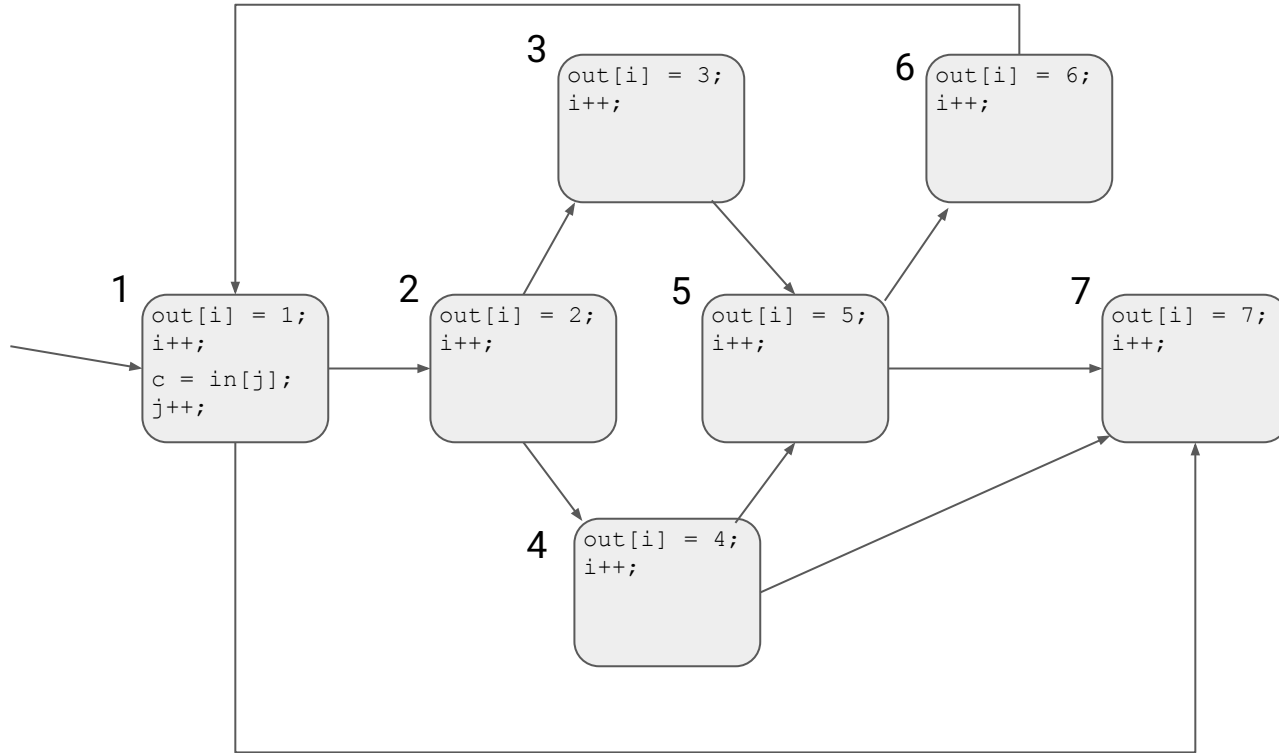 3
out[i] = 3;
i++;
6
out[i] = 6;
i++;
1
out[i] = 1;
i++;
c = in[j];
j++;
2
out[i] = 2;
i++;
5
out[i] = 5;
i++;
7
out[i] = 7;
i++;
4
out[i] = 4;
i++;